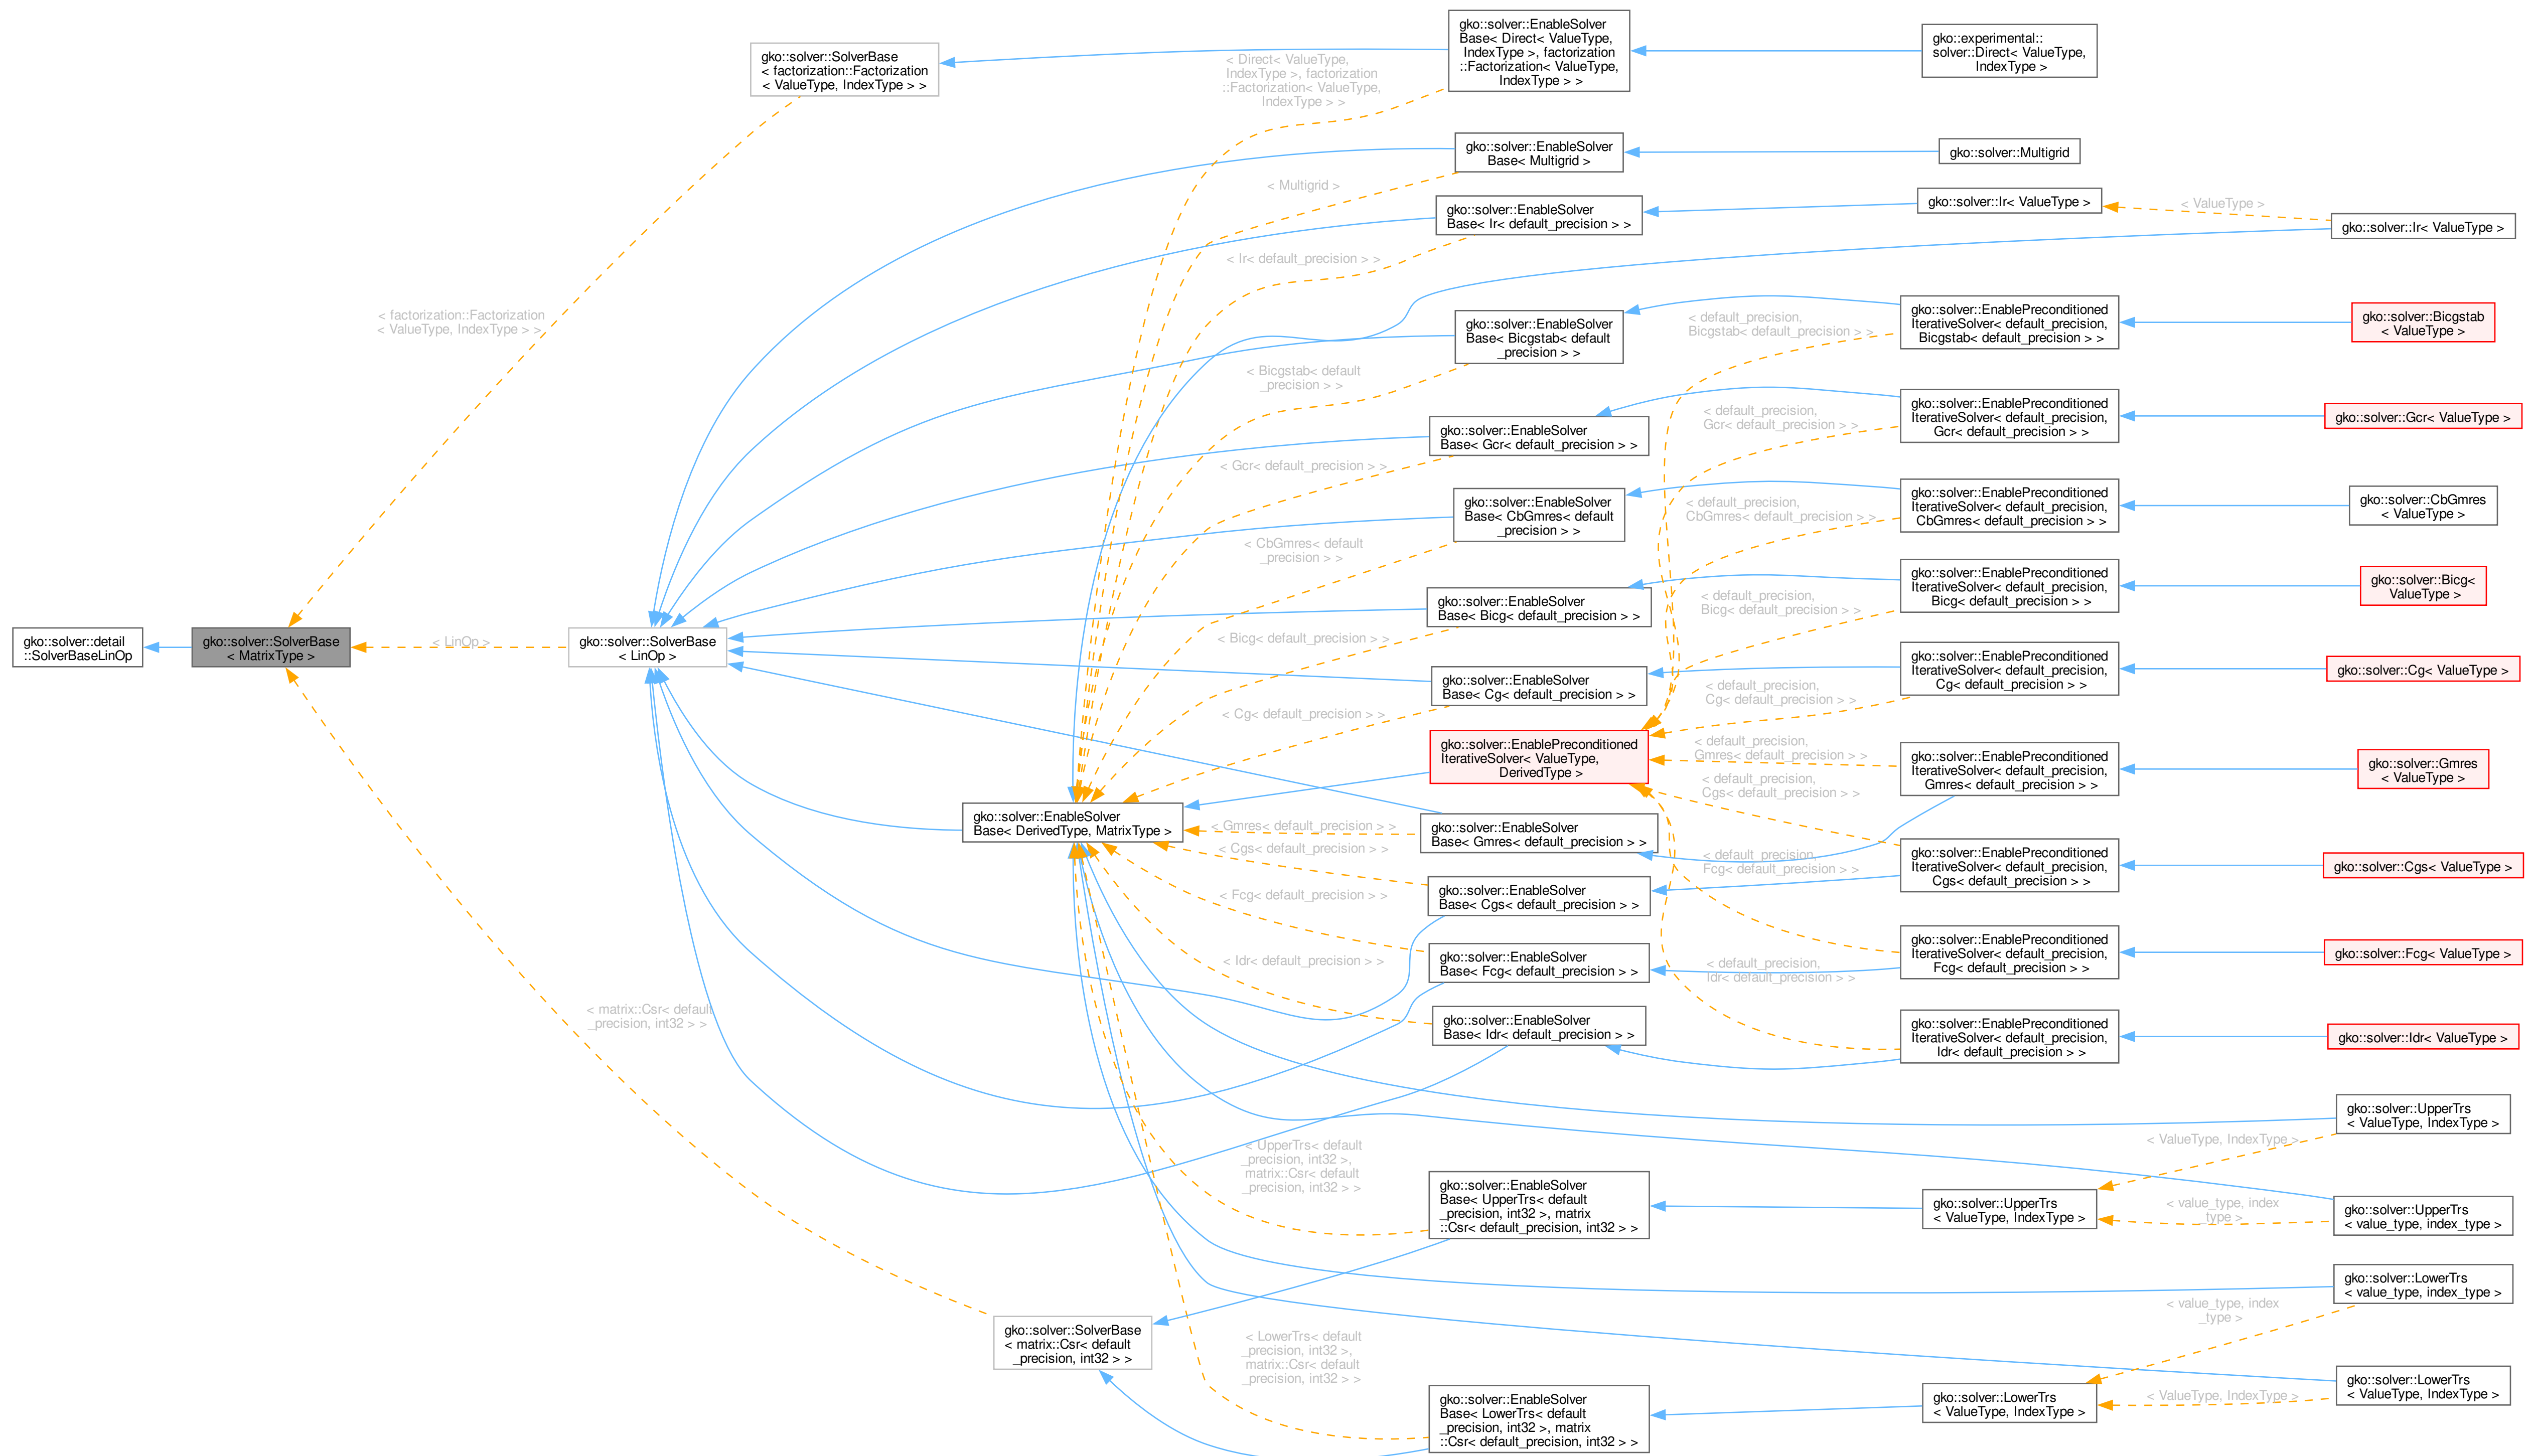 gko::solver::detail
::SolverBaseLinOp
gko::solver::SolverBase
< MatrixType >
< factorization::Factorization
< ValueType, IndexType > >
< LinOp >
< matrix::Csr< default
_precision, int32 > >
gko::solver::SolverBase
< factorization::Factorization
< ValueType, IndexType > >
gko::solver::SolverBase
< LinOp >
gko::solver::EnableSolver
Base< DerivedType, MatrixType >
gko::solver::SolverBase
< matrix::Csr< default
_precision, int32 > >
< Direct< ValueType,
IndexType >, factorization
::Factorization< ValueType,
IndexType > >
< Multigrid >
< Ir< default_precision > >
< Bicgstab< default
_precision > >
< Gcr< default_precision > >
< CbGmres< default
_precision > >
< Bicg< default_precision > >
< Cg< default_precision > >
< Gmres< default_precision > >
< Cgs< default_precision > >
< Fcg< default_precision > >
< Idr< default_precision > >
< UpperTrs< default
_precision, int32 >,
matrix::Csr< default
_precision, int32 > >
< LowerTrs< default
_precision, int32 >,
matrix::Csr< default
_precision, int32 > >
gko::solver::EnableSolver
Base< Direct< ValueType,
IndexType >, factorization
::Factorization< ValueType,
IndexType > >
gko::solver::EnableSolver
Base< Multigrid >
gko::solver::EnableSolver
Base< Ir< default_precision > >
gko::solver::EnableSolver
Base< Bicgstab< default
_precision > >
gko::solver::EnableSolver
Base< Gcr< default_precision > >
gko::solver::EnableSolver
Base< CbGmres< default
_precision > >
gko::solver::EnableSolver
Base< Bicg< default_precision > >
gko::solver::EnableSolver
Base< Cg< default_precision > >
gko::solver::EnablePreconditioned
IterativeSolver< ValueType,
DerivedType >
gko::solver::EnableSolver
Base< Gmres< default_precision > >
gko::solver::EnableSolver
Base< Cgs< default_precision > >
gko::solver::EnableSolver
Base< Fcg< default_precision > >
gko::solver::EnableSolver
Base< Idr< default_precision > >
gko::solver::EnableSolver
Base< UpperTrs< default
_precision, int32 >, matrix
::Csr< default_precision, int32 > >
gko::solver::EnableSolver
Base< LowerTrs< default
_precision, int32 >, matrix
::Csr< default_precision, int32 > >
< default_precision,
Bicgstab< default_precision > >
< default_precision,
Gcr< default_precision > >
< default_precision,
CbGmres< default_precision > >
< default_precision,
Bicg< default_precision > >
< default_precision,
Cg< default_precision > >
< default_precision,
Gmres< default_precision > >
< default_precision,
Cgs< default_precision > >
< default_precision,
Fcg< default_precision > >
< default_precision,
Idr< default_precision > >
gko::experimental::
solver::Direct< ValueType,
IndexType >
gko::solver::Multigrid
gko::solver::Ir< ValueType >
gko::solver::EnablePreconditioned
IterativeSolver< default_precision,
Bicgstab< default_precision > >
gko::solver::EnablePreconditioned
IterativeSolver< default_precision,
Gcr< default_precision > >
gko::solver::EnablePreconditioned
IterativeSolver< default_precision,
CbGmres< default_precision > >
gko::solver::EnablePreconditioned
IterativeSolver< default_precision,
Bicg< default_precision > >
gko::solver::EnablePreconditioned
IterativeSolver< default_precision,
Cg< default_precision > >
gko::solver::EnablePreconditioned
IterativeSolver< default_precision,
Gmres< default_precision > >
gko::solver::EnablePreconditioned
IterativeSolver< default_precision,
Cgs< default_precision > >
gko::solver::EnablePreconditioned
IterativeSolver< default_precision,
Fcg< default_precision > >
gko::solver::EnablePreconditioned
IterativeSolver< default_precision,
Idr< default_precision > >
gko::solver::UpperTrs
< ValueType, IndexType >
gko::solver::LowerTrs
< ValueType, IndexType >
< ValueType >
< ValueType, IndexType >
< value_type, index
_type >
< value_type, index
_type >
< ValueType, IndexType >
gko::solver::Ir< ValueType >
gko::solver::Bicgstab
< ValueType >
gko::solver::Gcr< ValueType >
gko::solver::CbGmres
< ValueType >
gko::solver::Bicg<
ValueType >
gko::solver::Cg< ValueType >
gko::solver::Gmres
< ValueType >
gko::solver::Cgs< ValueType >
gko::solver::Fcg< ValueType >
gko::solver::Idr< ValueType >
gko::solver::UpperTrs
< ValueType, IndexType >
gko::solver::UpperTrs
< value_type, index_type >
gko::solver::LowerTrs
< value_type, index_type >
gko::solver::LowerTrs
< ValueType, IndexType >